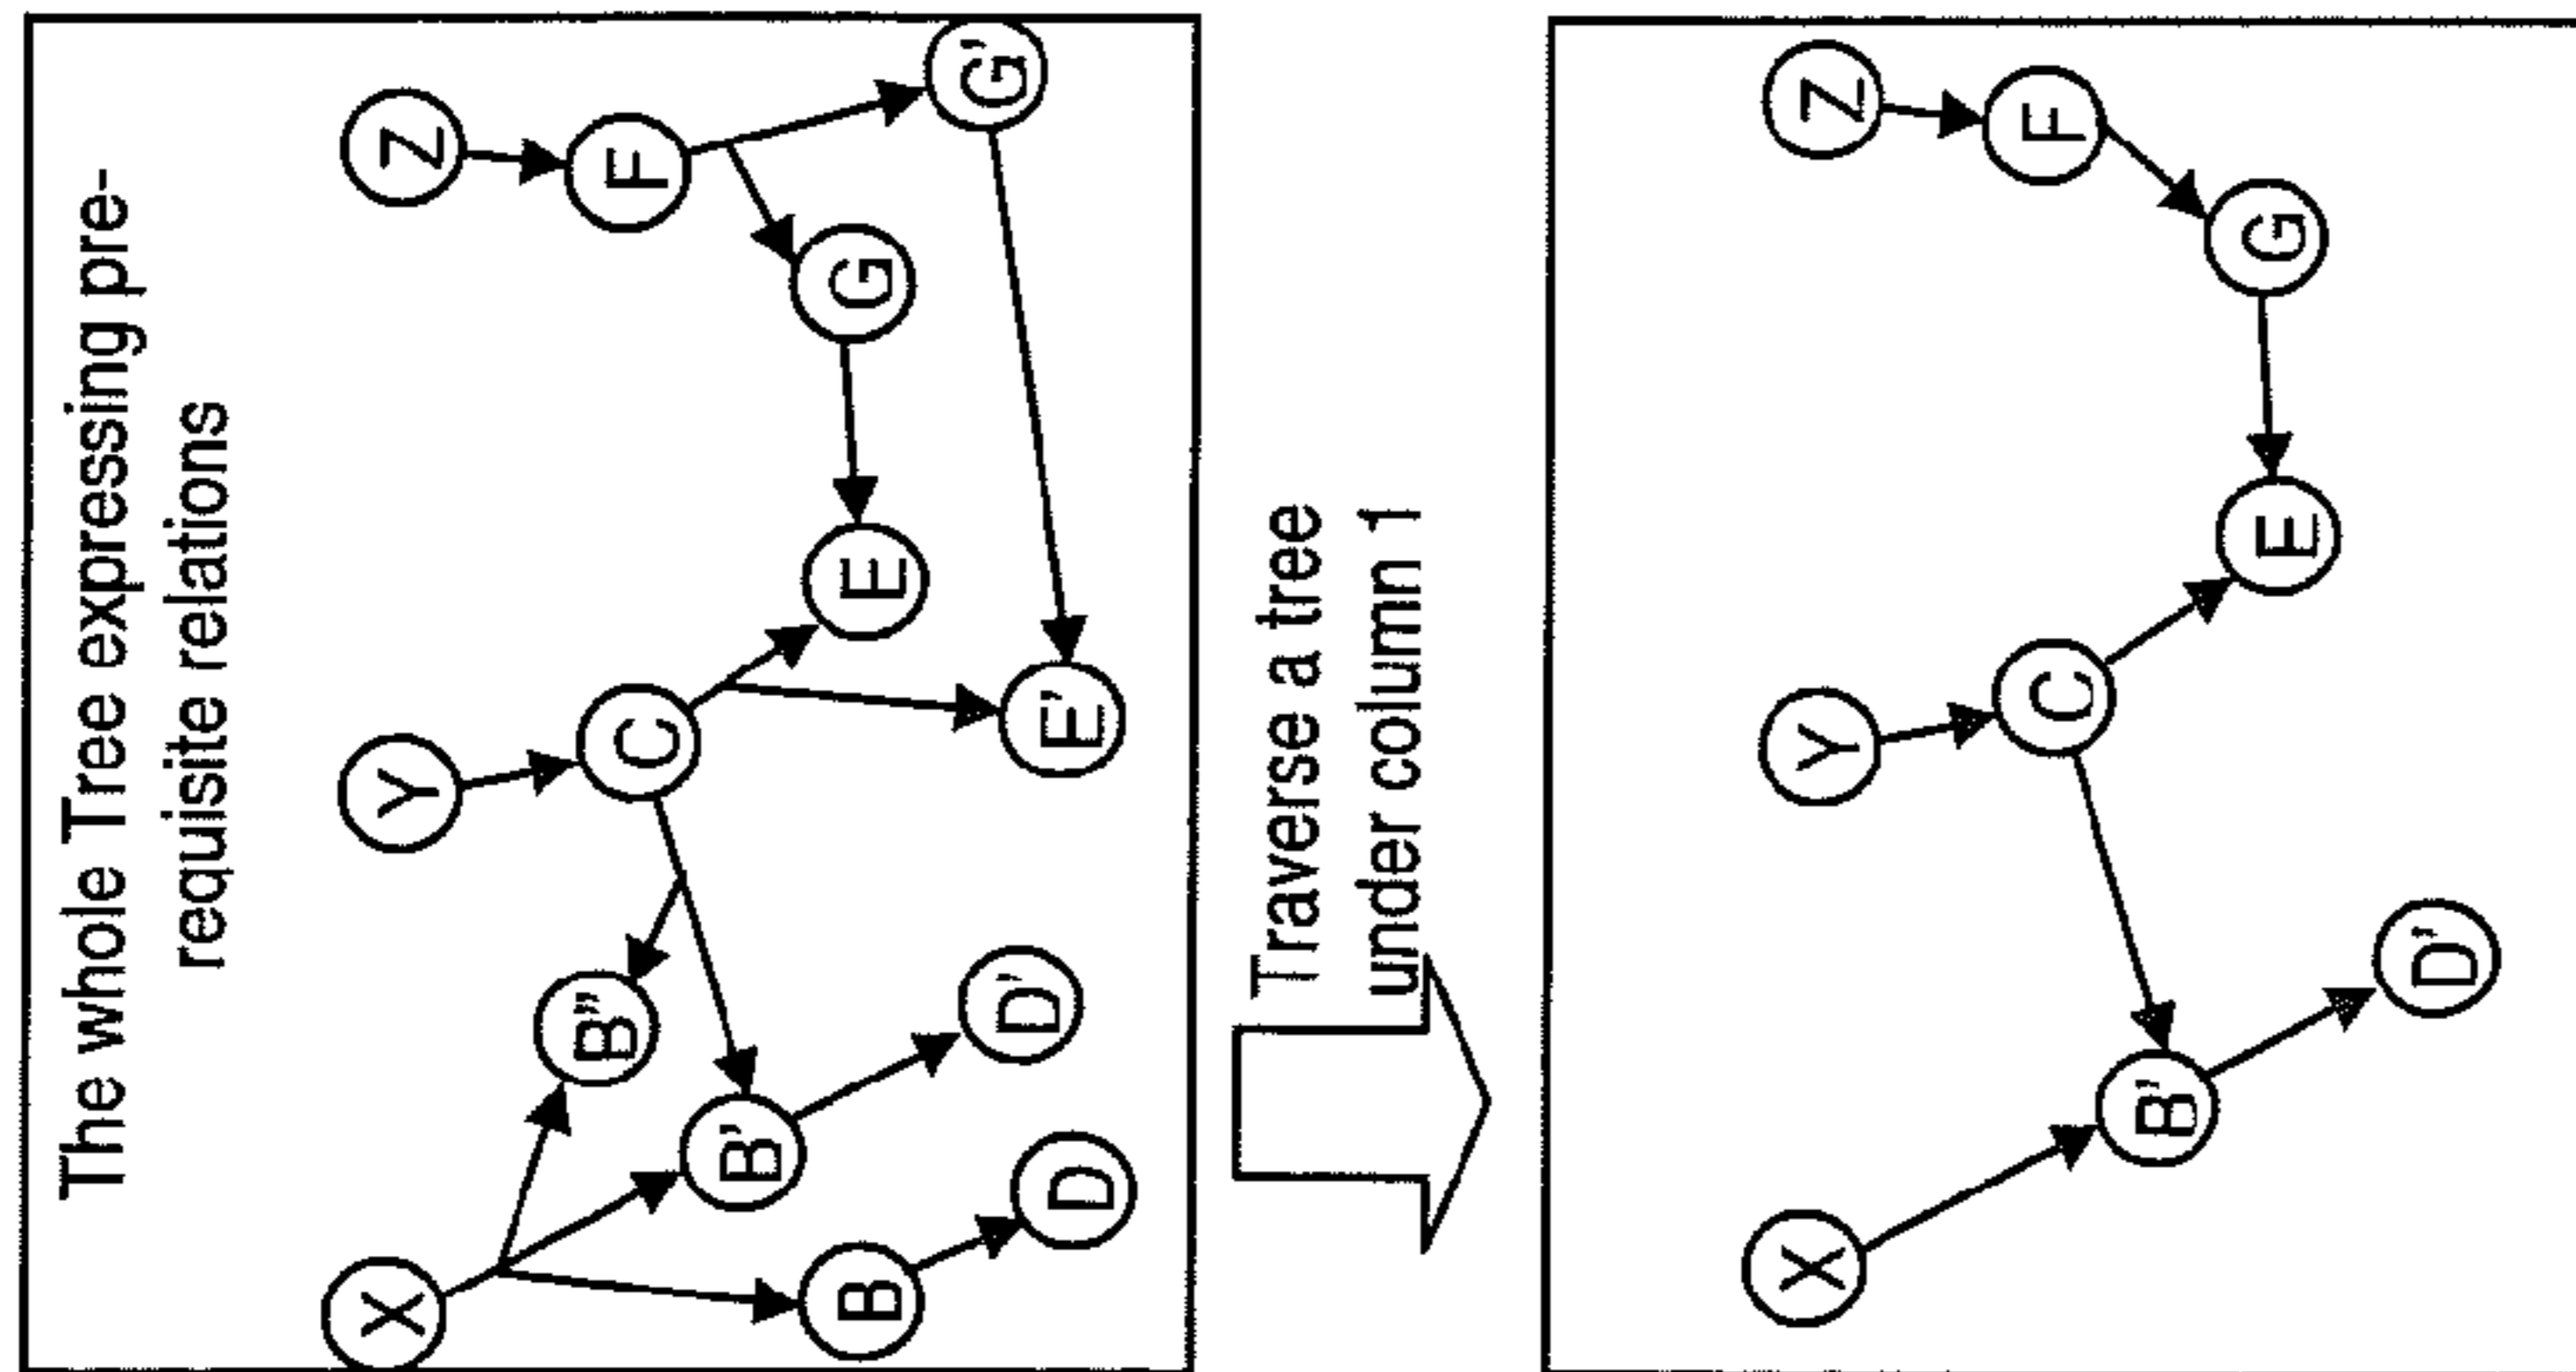 The whole Tree expressing pre-
requisite relations
X
Y
Z
B"
C
F
B'
B
E
G
D
D'
E'
G'
Traverse a tree
under column 1
X
Y
Z
C
F
B'
E
G
D'